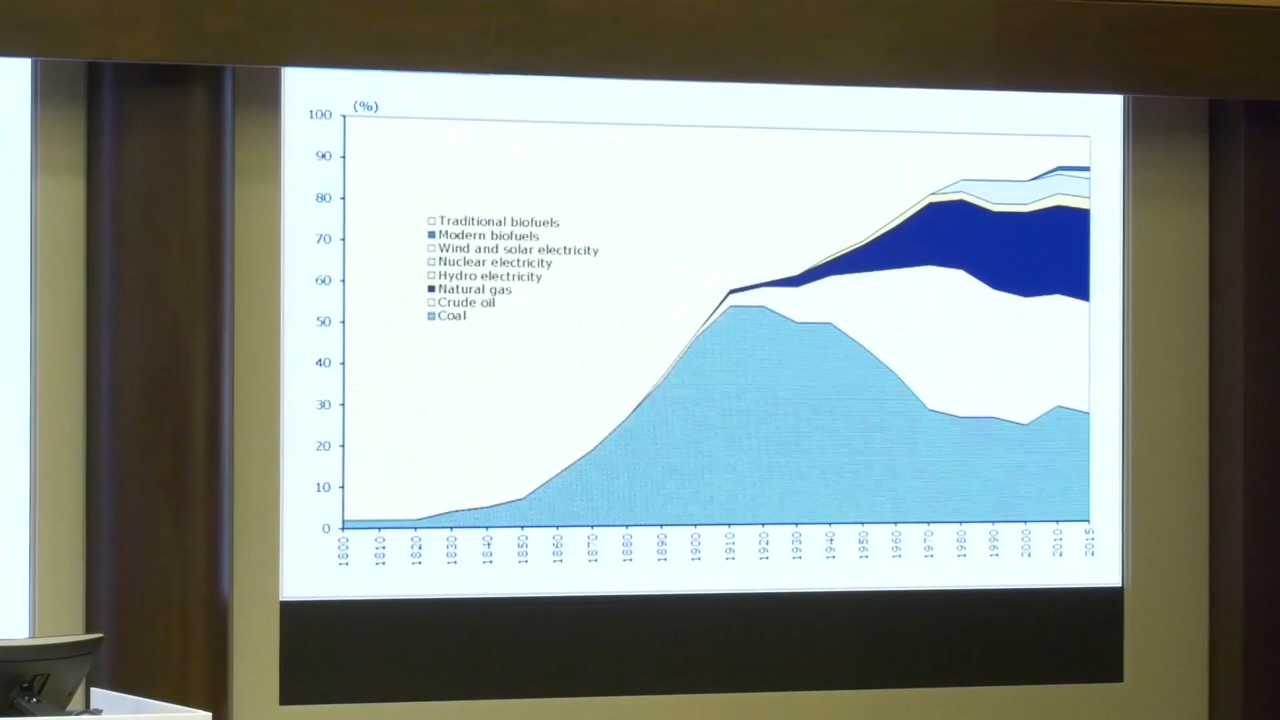 (%)
100
90
80
70
60
50
40
30
20
10
0
Traditional biofuels
Modern biofuels
Wind and solar electricity
Nuclear electricity
Hydro electricity
Natural gas
Crude oil
Coal
1800 1810 1820 1830 1840 1850 1860 1870 1880 1890 1900 1910 1920 1930 1940 1950 1960 1970 1980 1990 2000 2010 2015